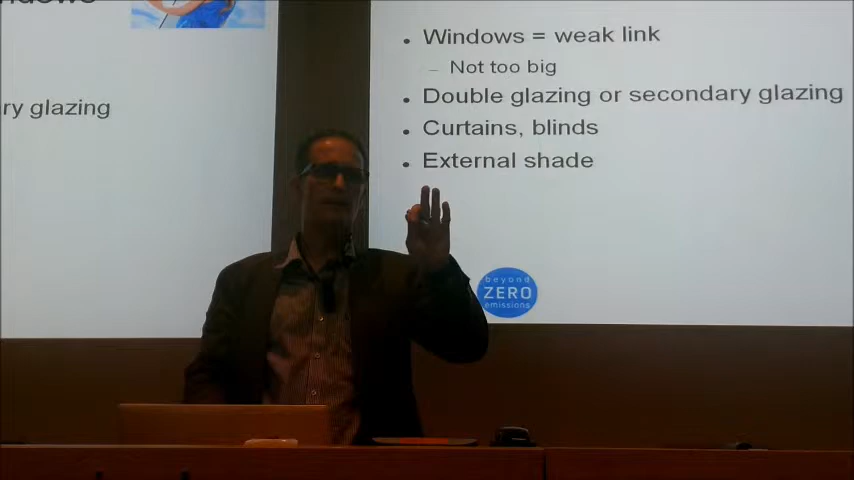 ndows
ry glazing
• Windows = weak link
– Not too big
• Double glazing or secondary glazing
• Curtains, blinds
• External shade
beyond
ZERO
emissions